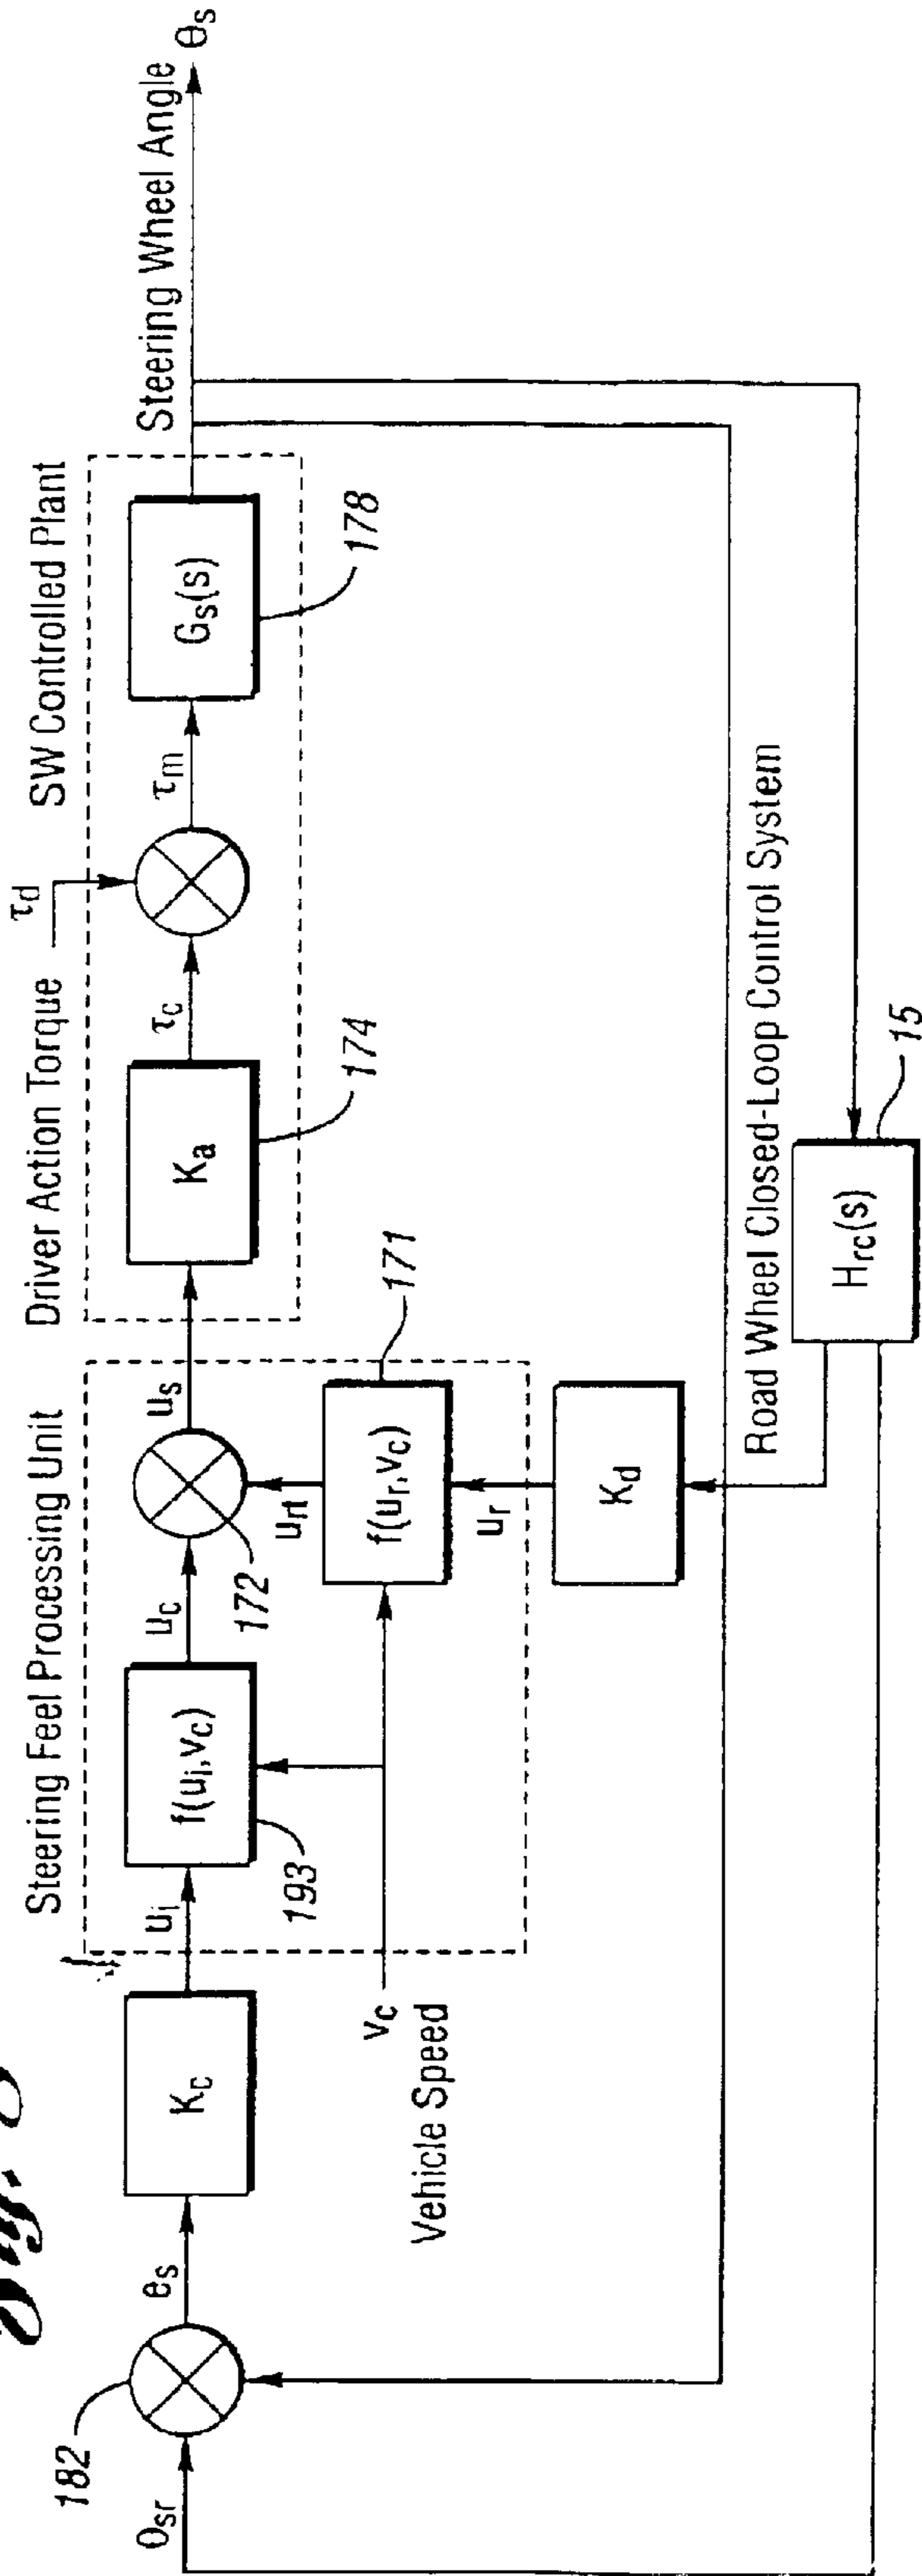 Steering Feel Processing Unit
Driver Action Torque
τd
SW Controlled Plant
Steering Wheel Angle θs
182
θsr
es
Kc
ui
f(ui,vc)
193
uc
172
us
Ka
174
τc
τm
Gs(s)
178
urt
f(ur,vc)
171
ur
Kd
vc
Vehicle Speed
Road Wheel Closed-Loop Control System
Hrc(s)
15